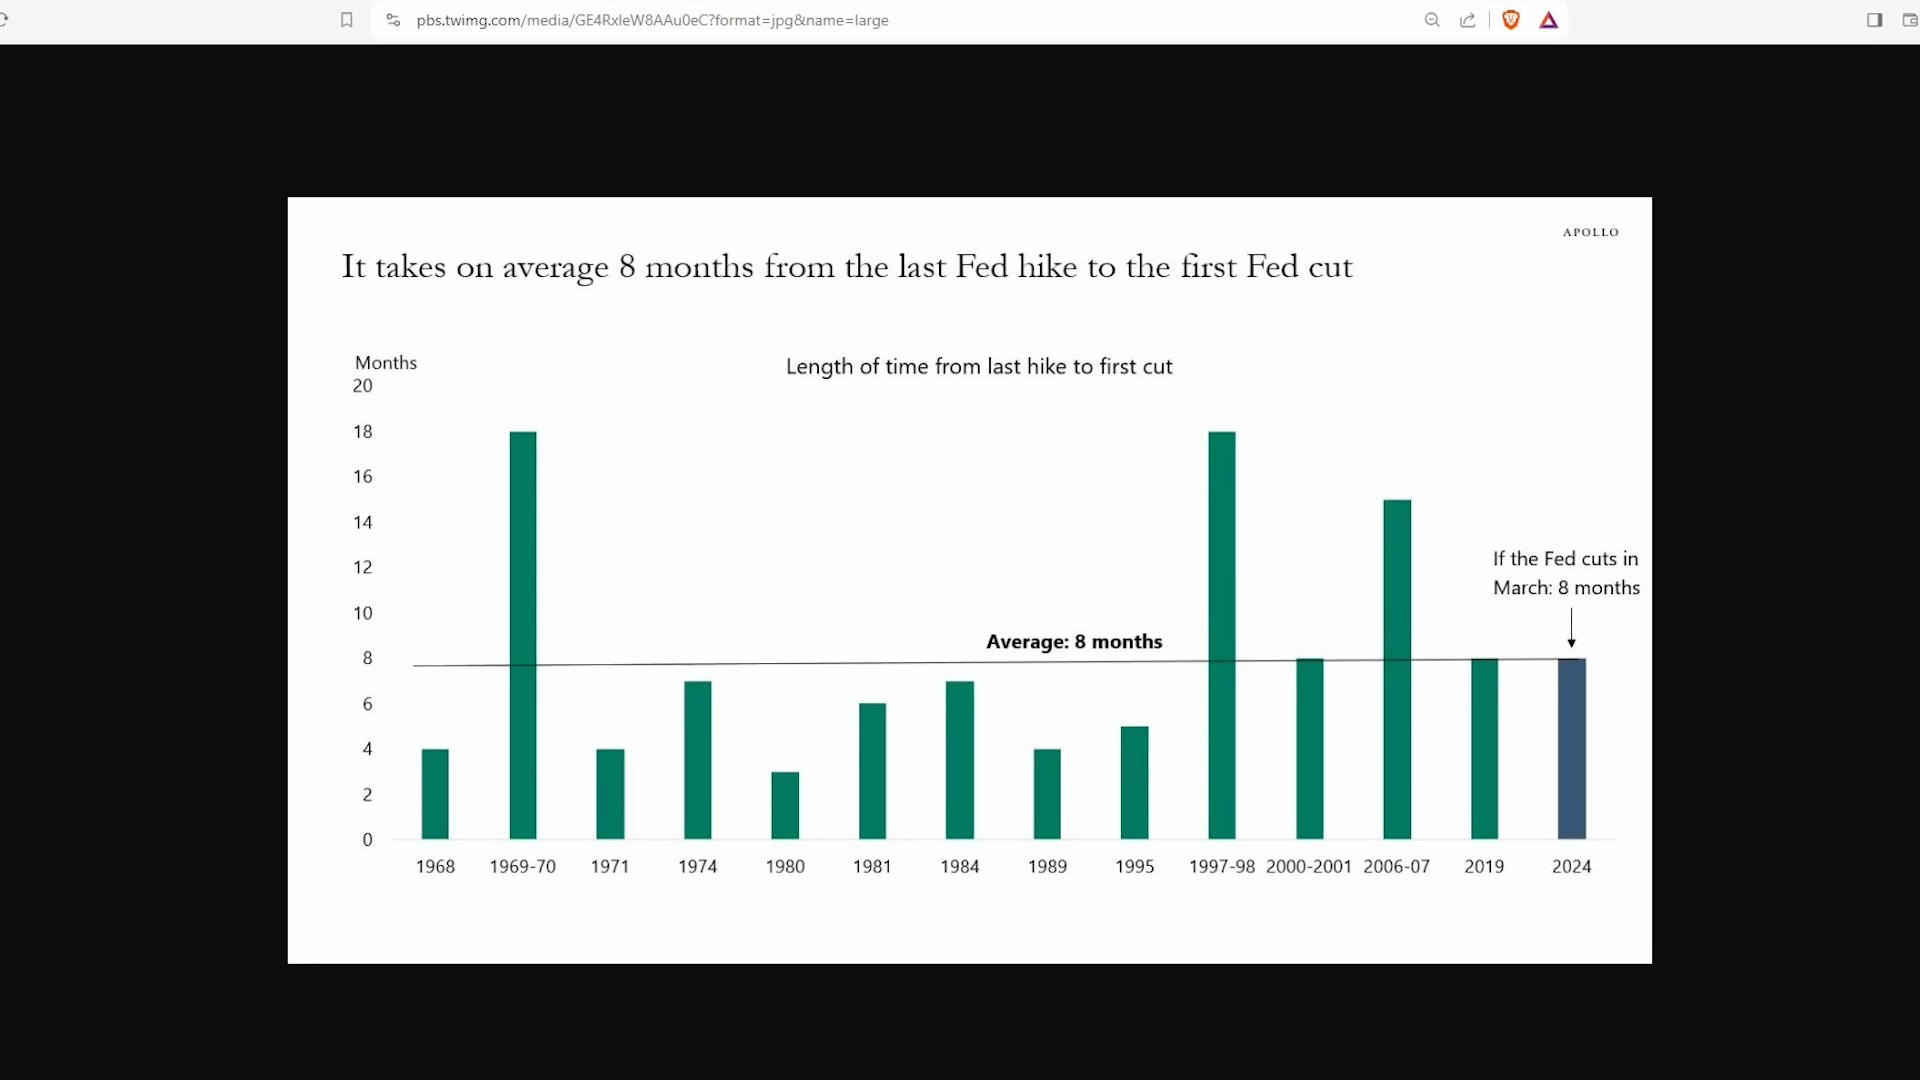 pbs.twimg.com/media/GE4RxleW8AAu0eC?format=jpg&name=large
APOLLO
It takes on average 8 months from the last Fed hike to the first Fed cut
Months
Length of time from last hike to first cut
20
18
16
14
12
10
8
6
4
2
0
If the Fed cuts in
March: 8 months
Average: 8 months
1968 1969-70 1971 1974 1980 1981 1984 1989 1995 1997-98 2000-2001 2006-07 2019 2024